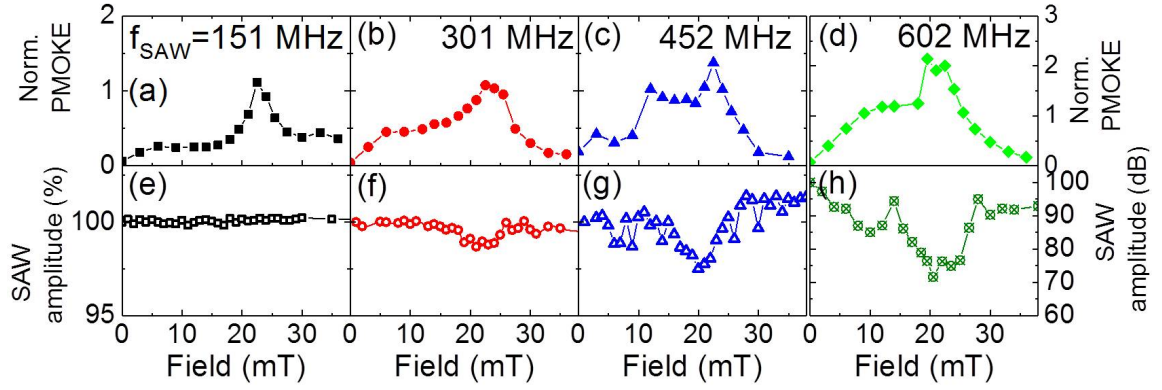 2
1
0
Norm.
PMOKE
f_SAW=151 MHz
(a)
(b) 301 MHz
(c) 452 MHz
(d) 602 MHz
3
2
1
0
Norm.
PMOKE
SAW
amplitude (%)
100
95
(e)
(f)
(g)
(h)
100
90
80
70
60
SAW
amplitude (dB)
0 10 20 30 0 10 20 30 0 10 20 30 0 10 20 30
Field (mT) Field (mT) Field (mT) Field (mT)